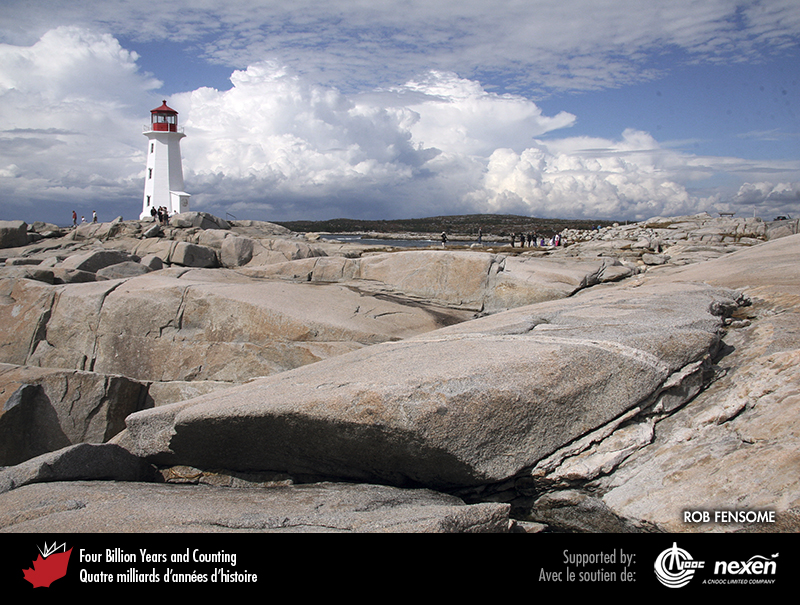 ROB FENSOME
Four Billion Years and Counting
Quatre milliards d'années d'histoire
Supported by:
Avec le soutien de:
CNOOC nexen
A CNOOC LIMITED COMPANY